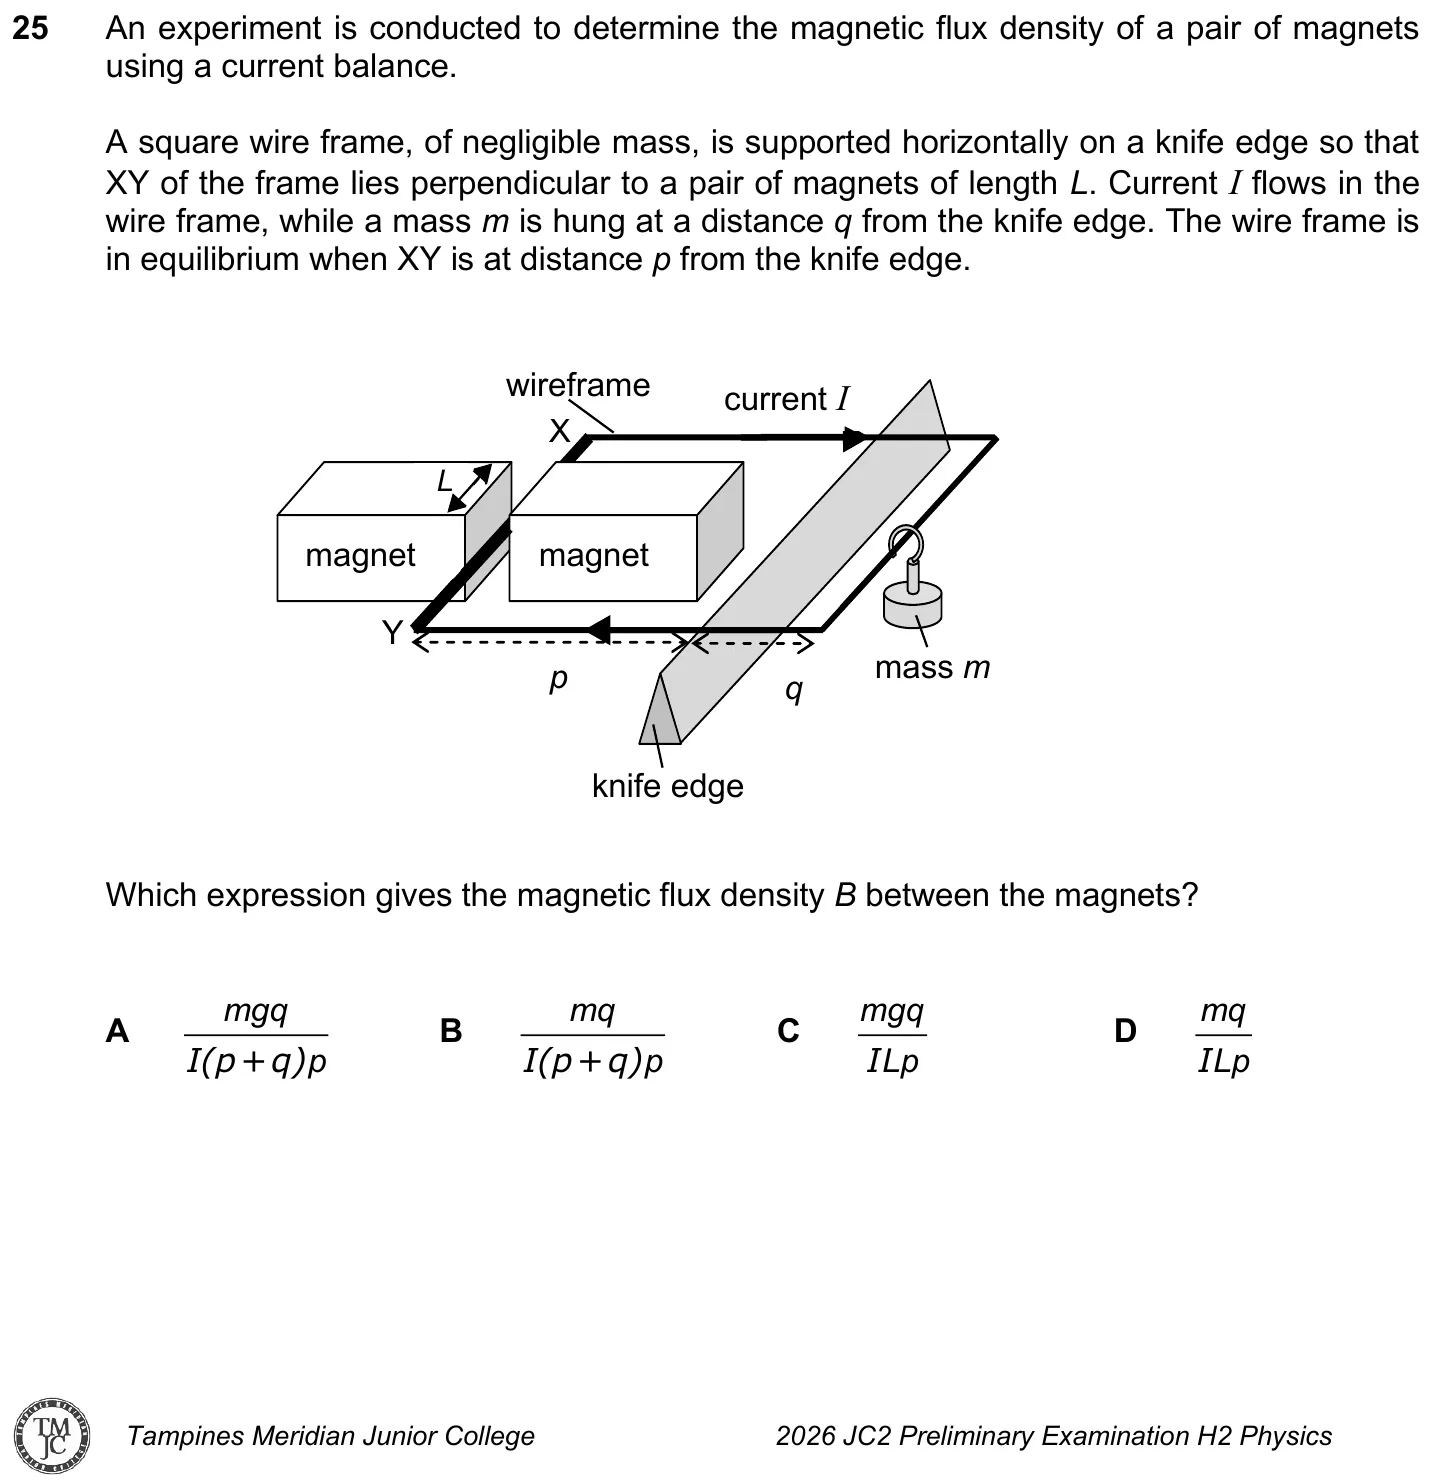 25 An experiment is conducted to determine the magnetic flux density of a pair of magnets
using a current balance.
A square wire frame, of negligible mass, is supported horizontally on a knife edge so that
XY of the frame lies perpendicular to a pair of magnets of length L. Current I flows in the
wire frame, while a mass m is hung at a distance q from the knife edge. The wire frame is
in equilibrium when XY is at distance p from the knife edge.
wireframe
current I
X
L
magnet
magnet
Y
p
q
mass m
knife edge
Which expression gives the magnetic flux density B between the magnets?
A mgq / I(p + q)p B mq / I(p + q)p C mgq / ILp D mq / ILp
TM
JC
Tampines Meridian Junior College 2026 JC2 Preliminary Examination H2 Physics